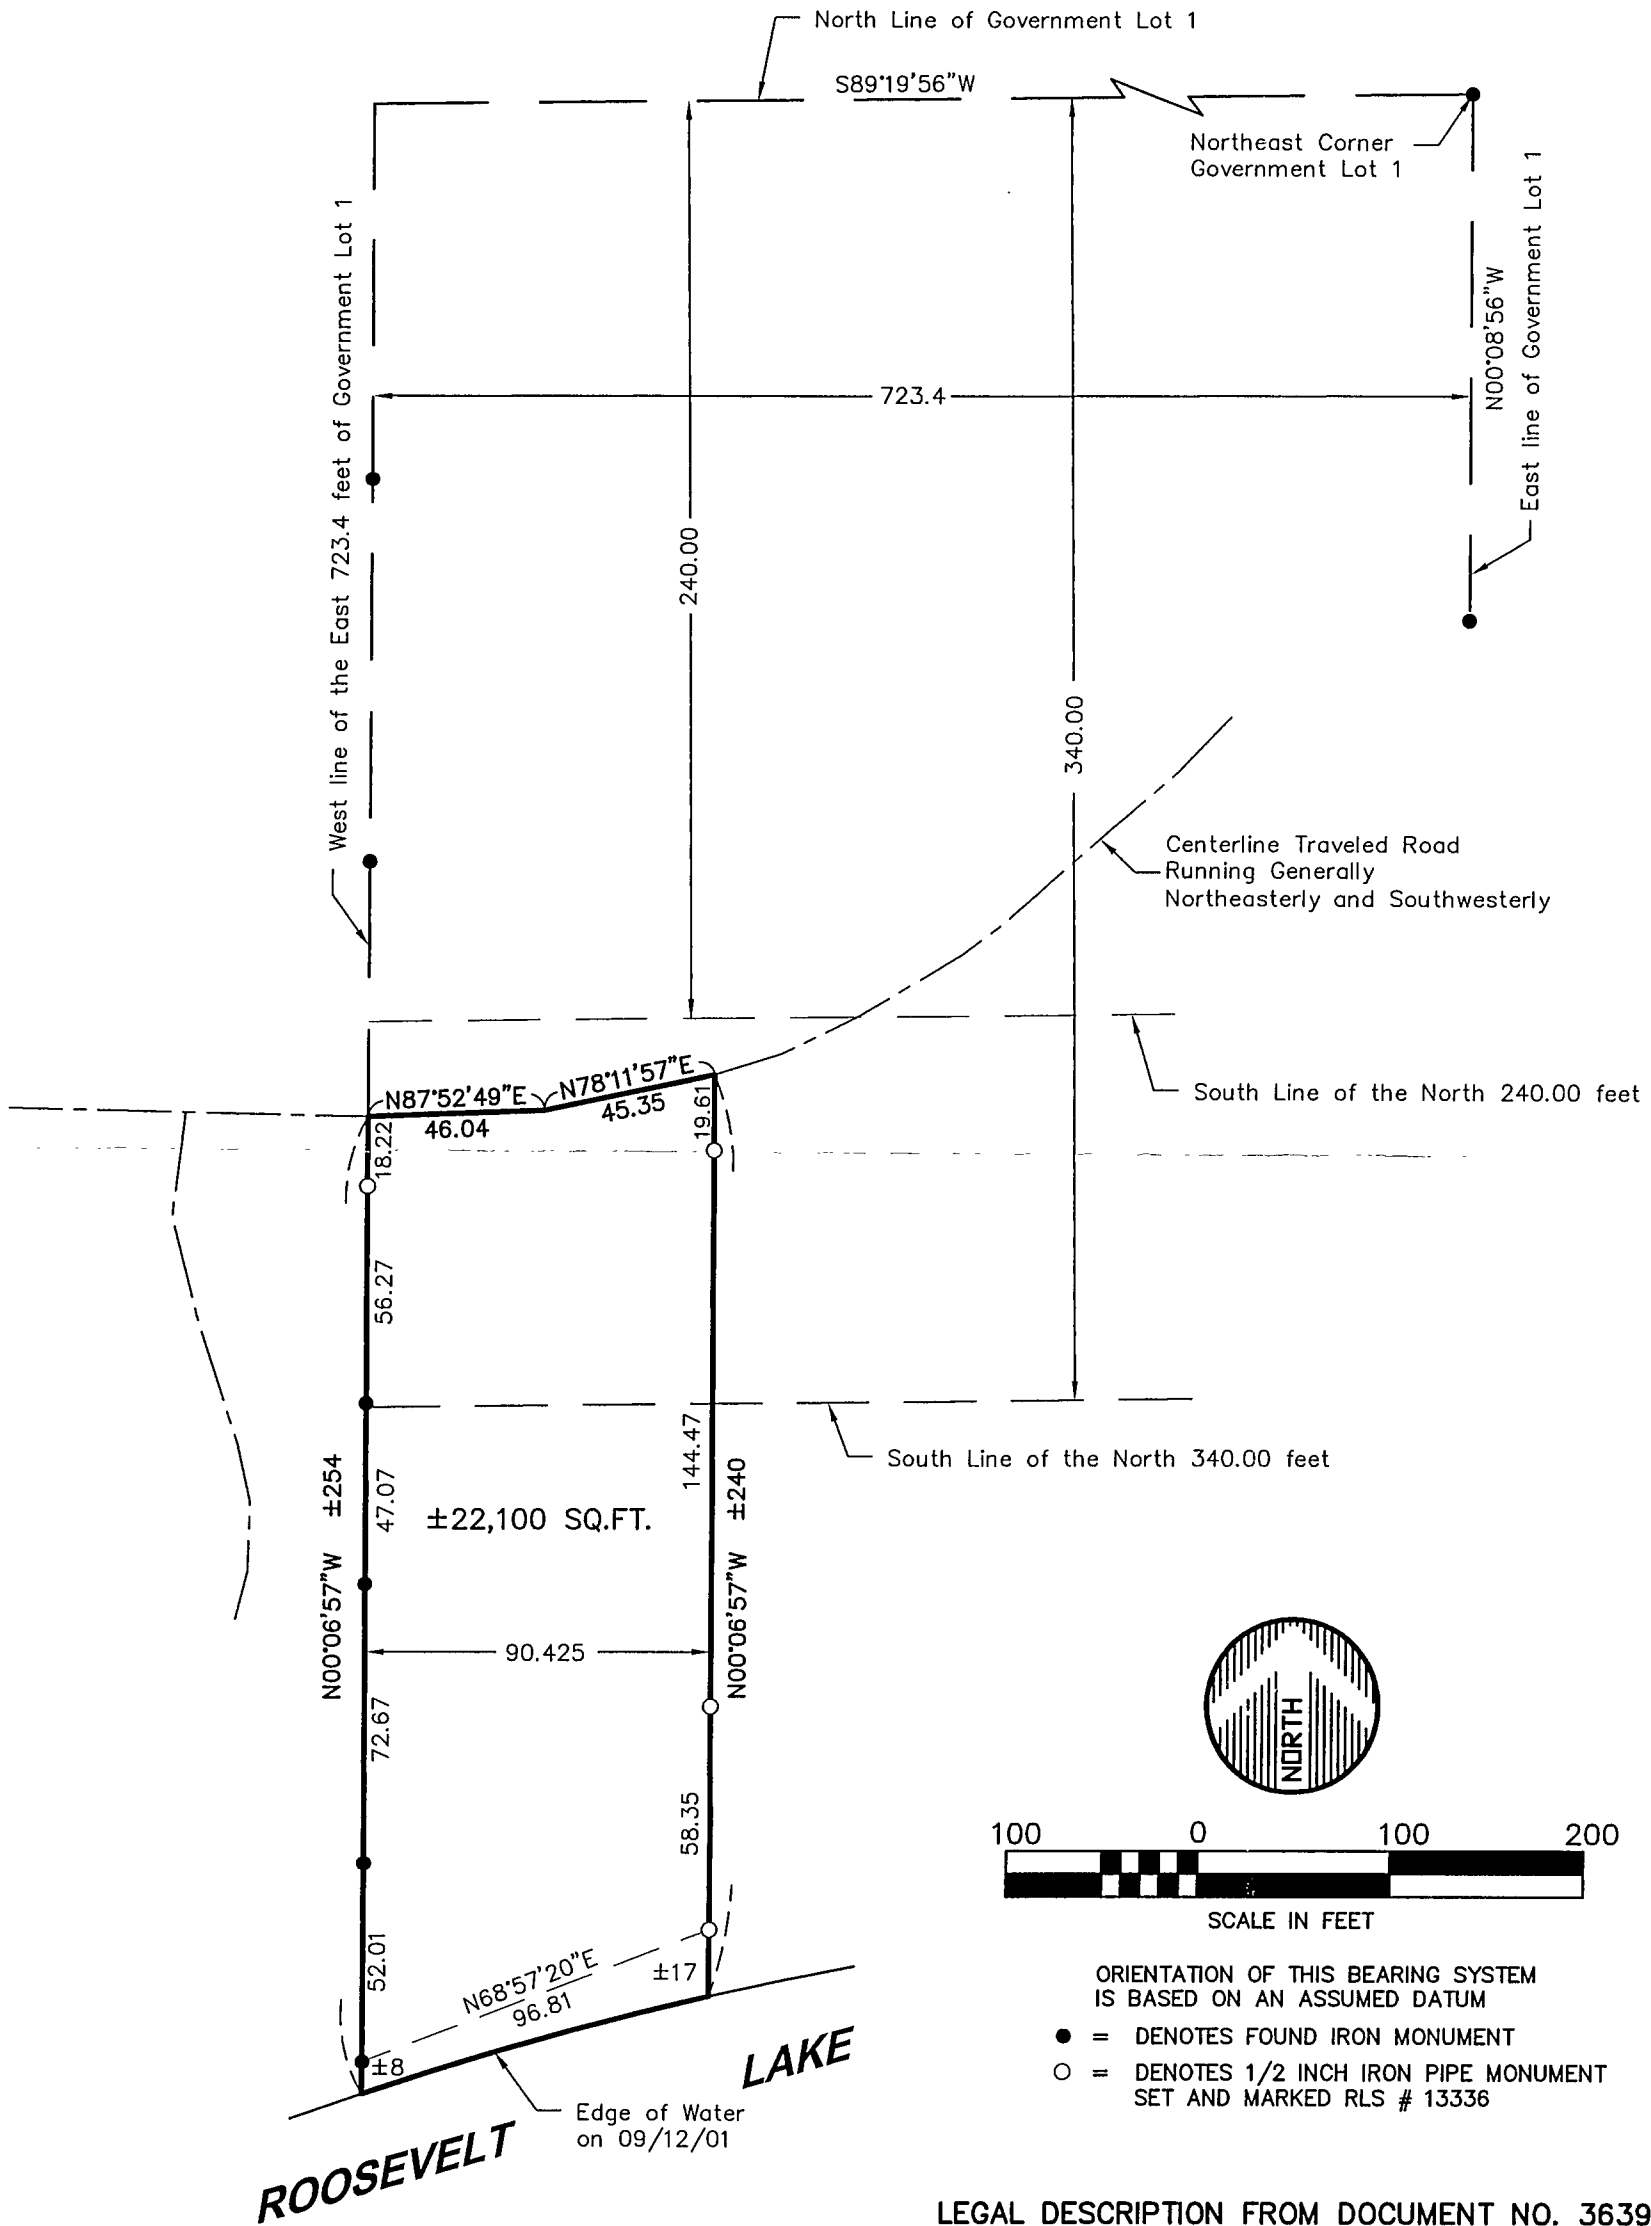 North Line of Government Lot 1
S89°19'56"W
Northeast Corner
Government Lot 1
West line of the East 723.4 feet of Government Lot 1
N00°08'56"W
East line of Government Lot 1
723.4
240.00
340.00
Centerline Traveled Road
Running Generally
Northeasterly and Southwesterly
South Line of the North 240.00 feet
N87°52'49"E
46.04
N78°11'57"E
45.35
18.22
19.61
56.27
South Line of the North 340.00 feet
N00°06'57"W ±254
47.07
±22,100 SQ.FT.
144.47
N00°06'57"W ±240
90.425
72.67
58.35
52.01
N68°57'20"E
96.81
±17
±8
Edge of Water
on 09/12/01
ROOSEVELT LAKE
NORTH
100 0 100 200
SCALE IN FEET
ORIENTATION OF THIS BEARING SYSTEM
IS BASED ON AN ASSUMED DATUM
● = DENOTES FOUND IRON MONUMENT
○ = DENOTES 1/2 INCH IRON PIPE MONUMENT
SET AND MARKED RLS # 13336
LEGAL DESCRIPTION FROM DOCUMENT NO. 3639